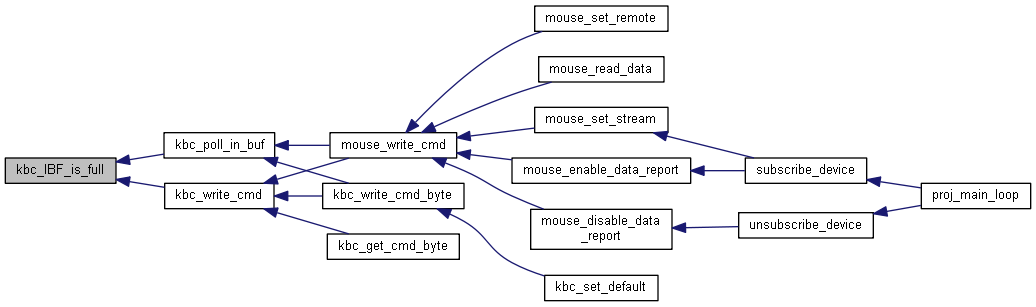 mouse_set_remote
mouse_read_data
mouse_set_stream
kbc_poll_in_buf
mouse_write_cmd
kbc_IBF_is_full
mouse_enable_data_report
subscribe_device
kbc_write_cmd
kbc_write_cmd_byte
proj_main_loop
mouse_disable_data
_report
unsubscribe_device
kbc_get_cmd_byte
kbc_set_default